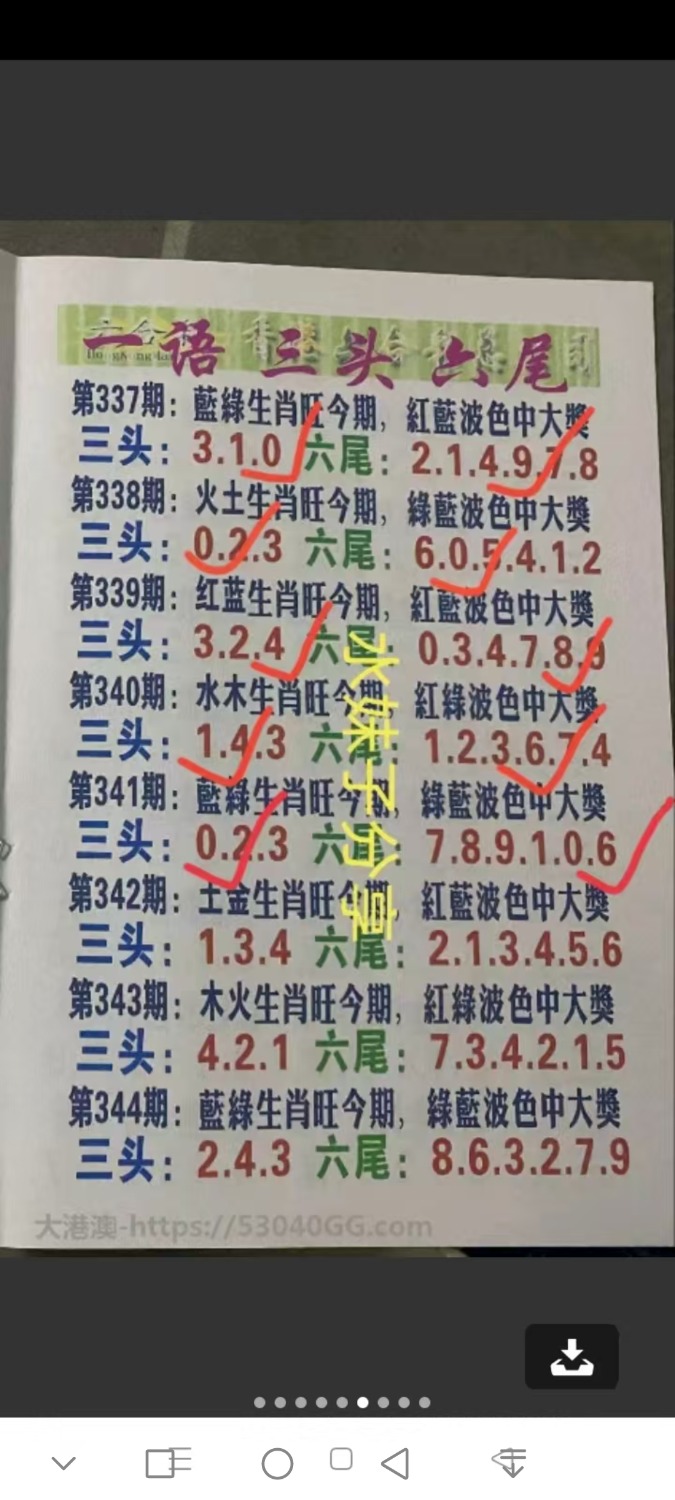 一语 三头 六尾
第337期：藍綠生肖旺今期，紅藍波色中大獎
三头：3.1.0 六尾：2.1.4.9.7.8
第338期：火土生肖旺今期，綠藍波色中大獎
三头：0.2.3 六尾：6.0.5.4.1.2
第339期：红蓝生肖旺今期，紅藍波色中大獎
三头：3.2.4 六尾：0.3.4.7.8.9
第340期：水木生肖旺今期，紅綠波色中大獎
三头：1.4.3 六尾：1.2.3.6.7.4
第341期：藍綠生肖旺今期，綠藍波色中大獎
三头：0.2.3 六尾：7.8.9.1.0.6
第342期：土金生肖旺今期，紅藍波色中大獎
三头：1.3.4 六尾：2.1.3.4.5.6
第343期：木火生肖旺今期，紅綠波色中大獎
三头：4.2.1 六尾：7.3.4.2.1.5
第344期：藍綠生肖旺今期，綠藍波色中大獎
三头：2.4.3 六尾：8.6.3.2.7.9
水妹子分享
大港澳-https://53040GG.com